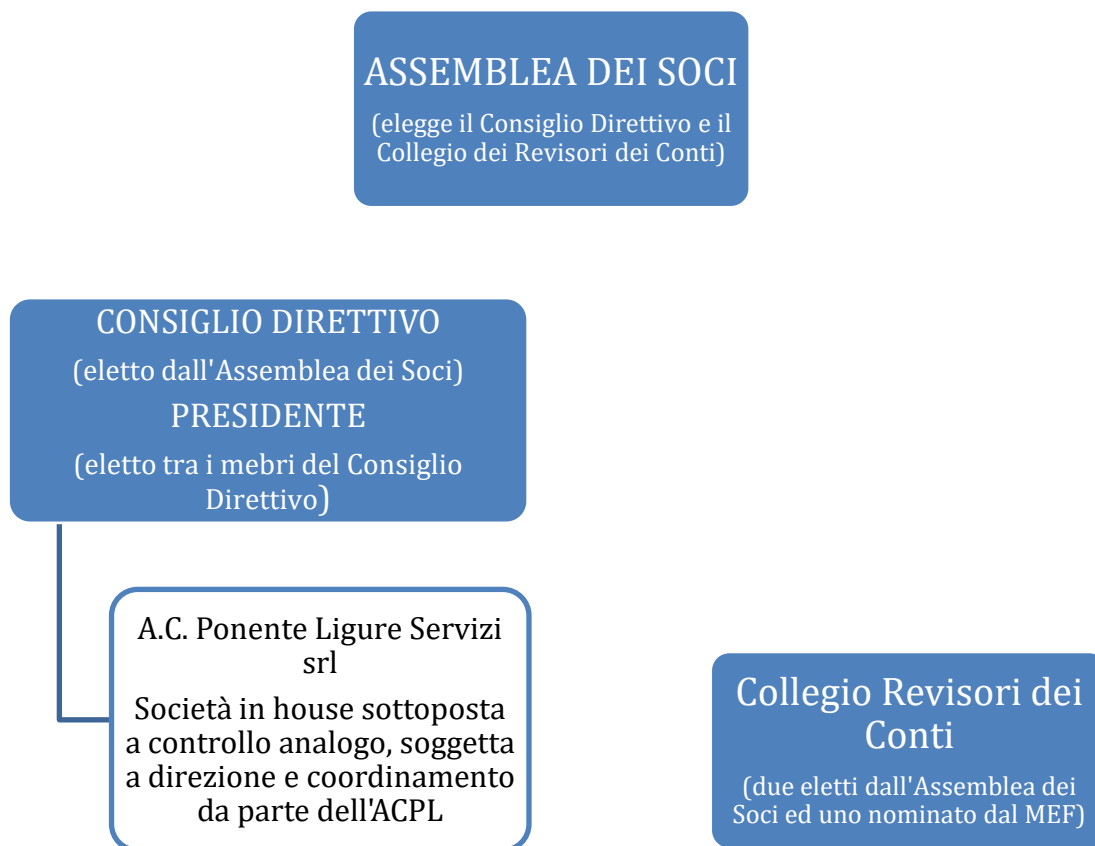 ASSEMBLEA DEI SOCI
(elegge il Consiglio Direttivo e il
Collegio dei Revisori dei Conti)
CONSIGLIO DIRETTIVO
(eletto dall'Assemblea dei Soci)
PRESIDENTE
(eletto tra i mebri del Consiglio
Direttivo)
A.C. Ponente Ligure Servizi
srl
Società in house sottoposta
a controllo analogo, soggetta
a direzione e coordinamento
da parte dell'ACPL
Collegio Revisori dei
Conti
(due eletti dall'Assemblea dei
Soci ed uno nominato dal MEF)